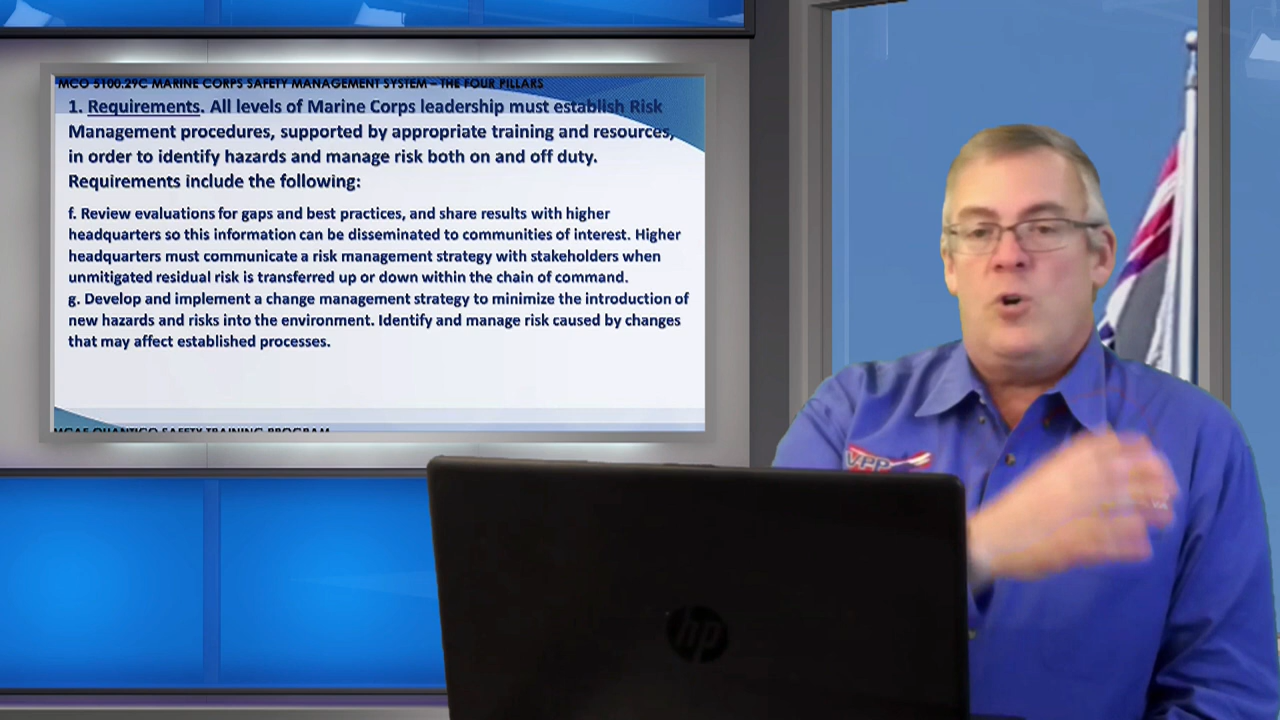 MCO 5100.29C MARINE CORPS SAFETY MANAGEMENT SYSTEM – THE FOUR PILLARS
1. Requirements. All levels of Marine Corps leadership must establish Risk
Management procedures, supported by appropriate training and resources,
in order to identify hazards and manage risk both on and off duty.
Requirements include the following:
f. Review evaluations for gaps and best practices, and share results with higher
headquarters so this information can be disseminated to communities of interest. Higher
headquarters must communicate a risk management strategy with stakeholders when
unmitigated residual risk is transferred up or down within the chain of command.
g. Develop and implement a change management strategy to minimize the introduction of
new hazards and risks into the environment. Identify and manage risk caused by changes
that may affect established processes.
MCAF QUANTICO SAFETY TRAINING PROGRAM
VPP
hp